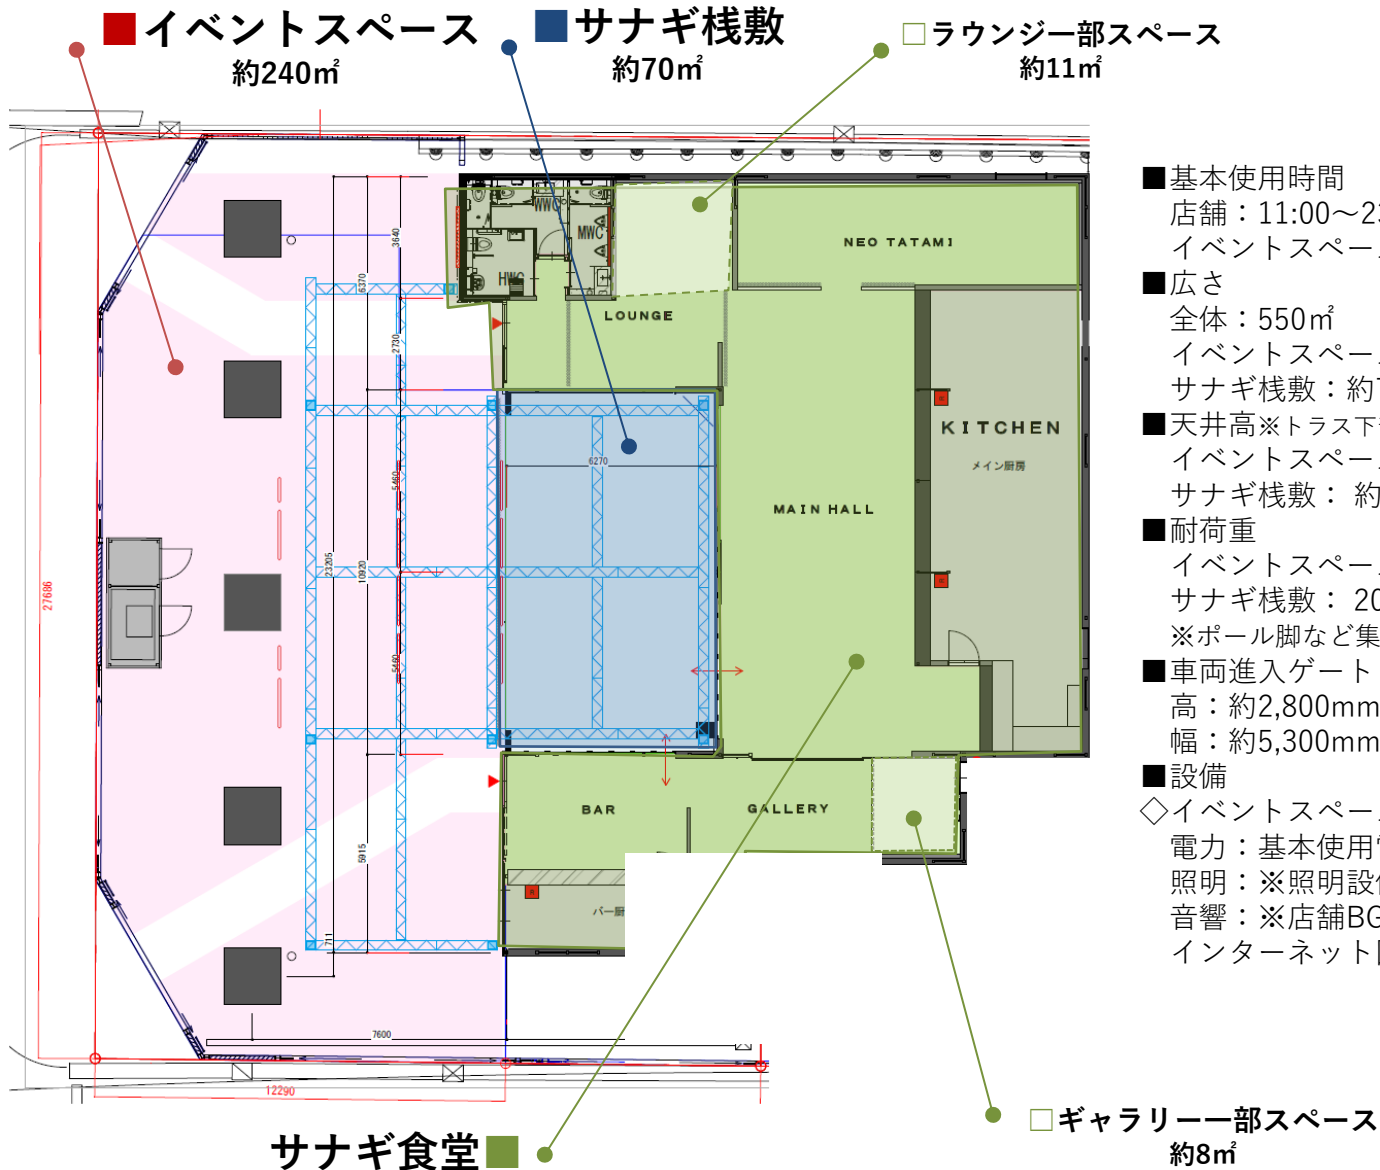 ■イベントスペース
約240㎡
■サナギ桟敷
約70㎡
□ラウンジ一部スペース
約11㎡
WWC
MWC
HWC
NEO TATAMI
LOUNGE
KITCHEN
メイン厨房
MAIN HALL
BAR
GALLERY
バー厨
3640
6370
2730
6270
5460
23205
10920
5460
27686
5915
711
7600
12290
サナギ食堂■
□ギャラリー一部スペース
約8㎡
■基本使用時間
店舗：11:00～2
イベントスペー
■広さ
全体：550㎡
イベントスペー
サナギ桟敷：約
■天井高※トラス下
イベントスペー
サナギ桟敷： 約
■耐荷重
イベントスペー
サナギ桟敷： 20
※ポール脚など集
■車両進入ゲート
高：約2,800mm
幅：約5,300mm
■設備
◇イベントスペー
電力：基本使用
照明：※照明設
音響：※店舗BG
インターネット